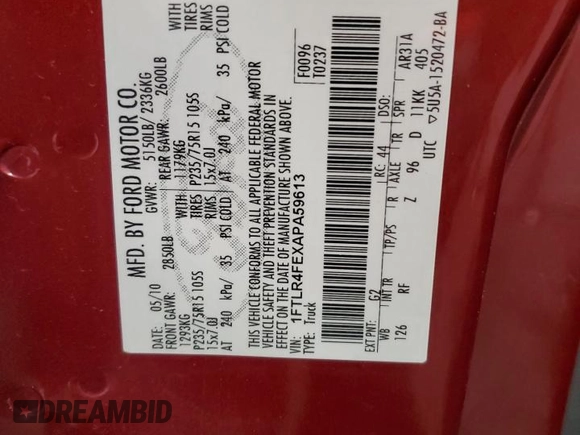 MFD. BY FORD MOTOR CO.
05/10 GVWR: 5150LB/ 2336KG
FRONT GAWR: 2850LB REAR GAWR: 2600LB
1293KG 1179KG WITH
P235/75R15 105S TIRES P235/75R15 105S TIRES
15x7.0J RIMS 15x7.0J RIMS
AT 240 kPa/ 35 PSI COLD AT 240 kPa/ 35 PSI COLD
THIS VEHICLE CONFORMS TO ALL APPLICABLE FEDERAL MOTOR
VEHICLE SAFETY AND THEFT PREVENTION STANDARDS IN
EFFECT ON THE DATE OF MANUFACTURE SHOWN ABOVE.
VIN: 1FTLR4FEXAPA59613 F0096
TYPE: Truck T0237
EXT PNT: G2 RC: 44 DSO:
WB INT TR TP/PS R AXLE TR SPR AR31A
126 RF Z 96 D 11KK 405
UTC ▽5U5A-1520472-BA
DREAMBID